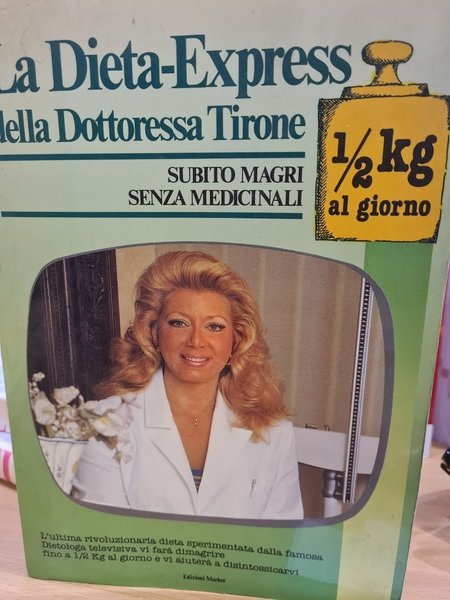 La Dieta-Express
della Dottoressa Tirone
SUBITO MAGRI
SENZA MEDICINALI
1/2 kg
al giorno
L'ultima rivoluzionaria dieta sperimentata dalla famosa
Dietologa televisiva vi farà dimagrire
fino a 1/2 Kg al giorno e vi aiuterà a disintossicarvi
Edizioni Marlon